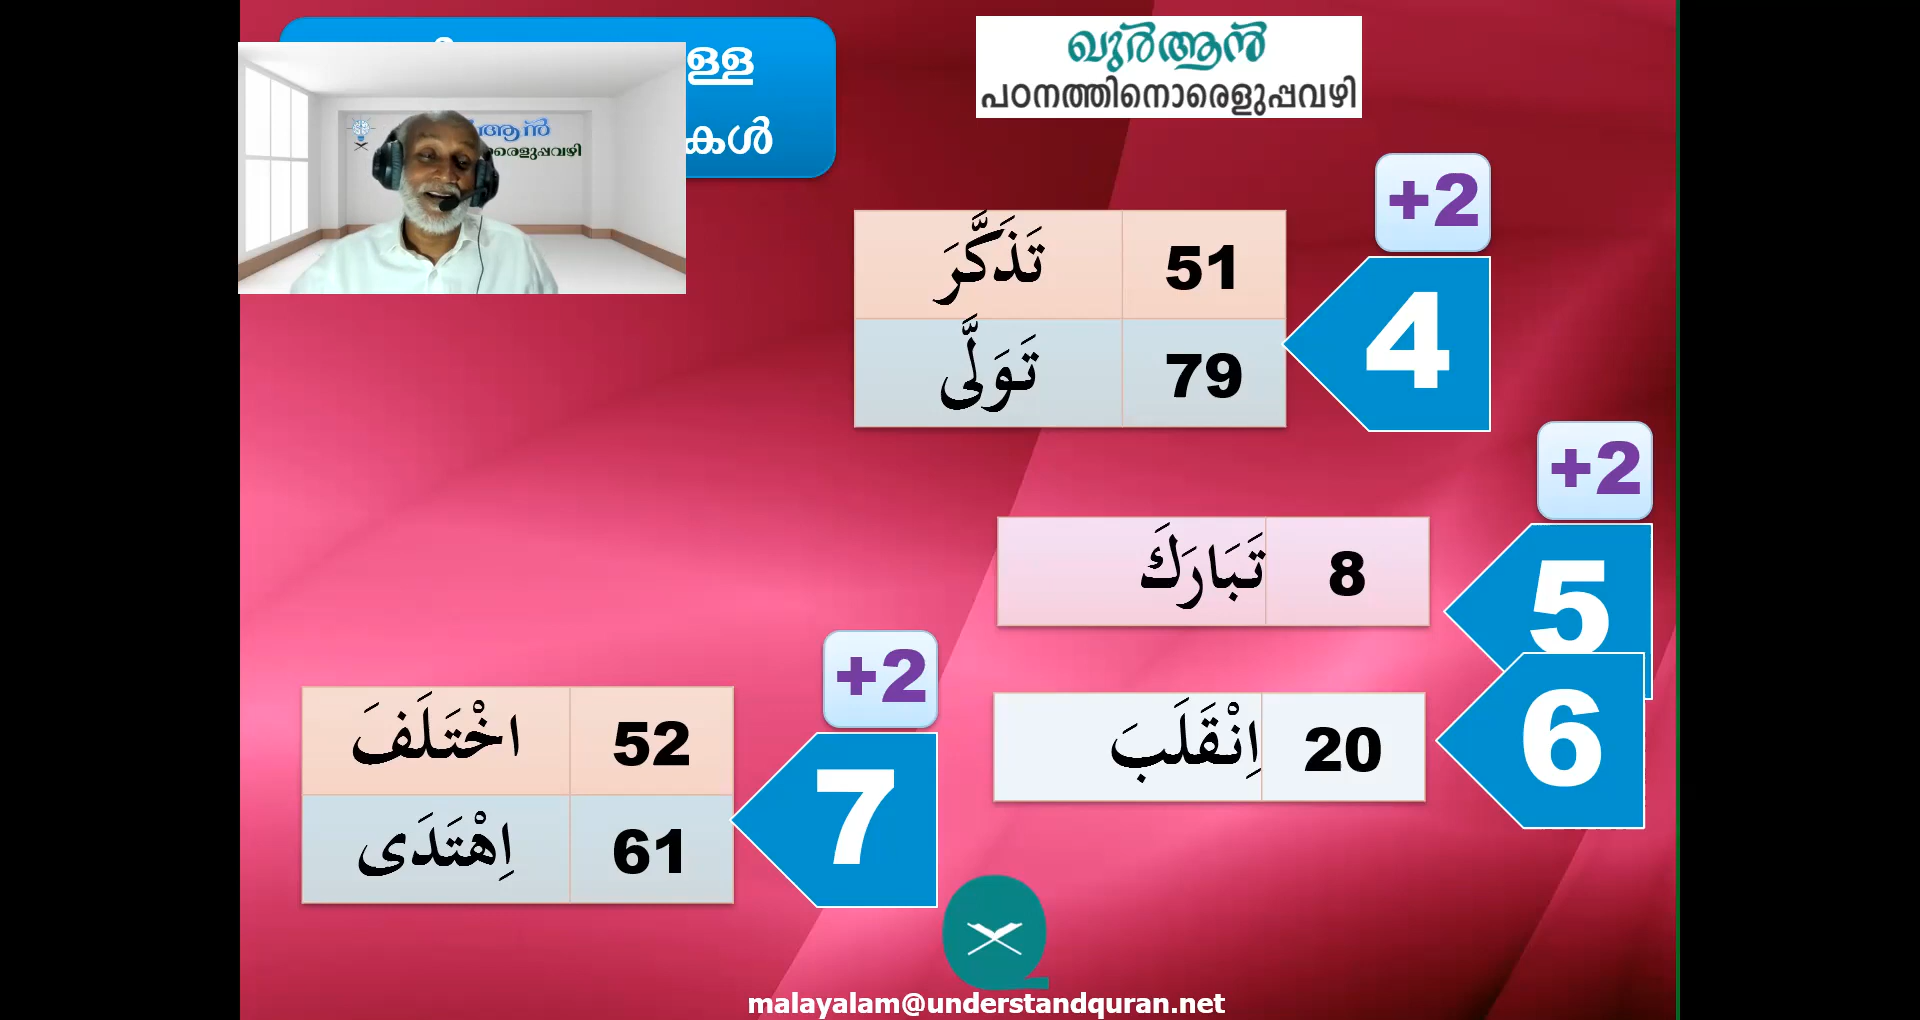 ള്ള
കൾ
ഖുർആൻ
പഠനത്തിനൊരെളുപ്പവഴി
+2
تَذَكَّرَ 51
تَوَلَّى 79
4
+2
تَبَارَكَ 8
5
اِنْقَلَبَ 20
6
+2
اخْتَلَفَ 52
اِهْتَدَى 61
7
malayalam@understandquran.net